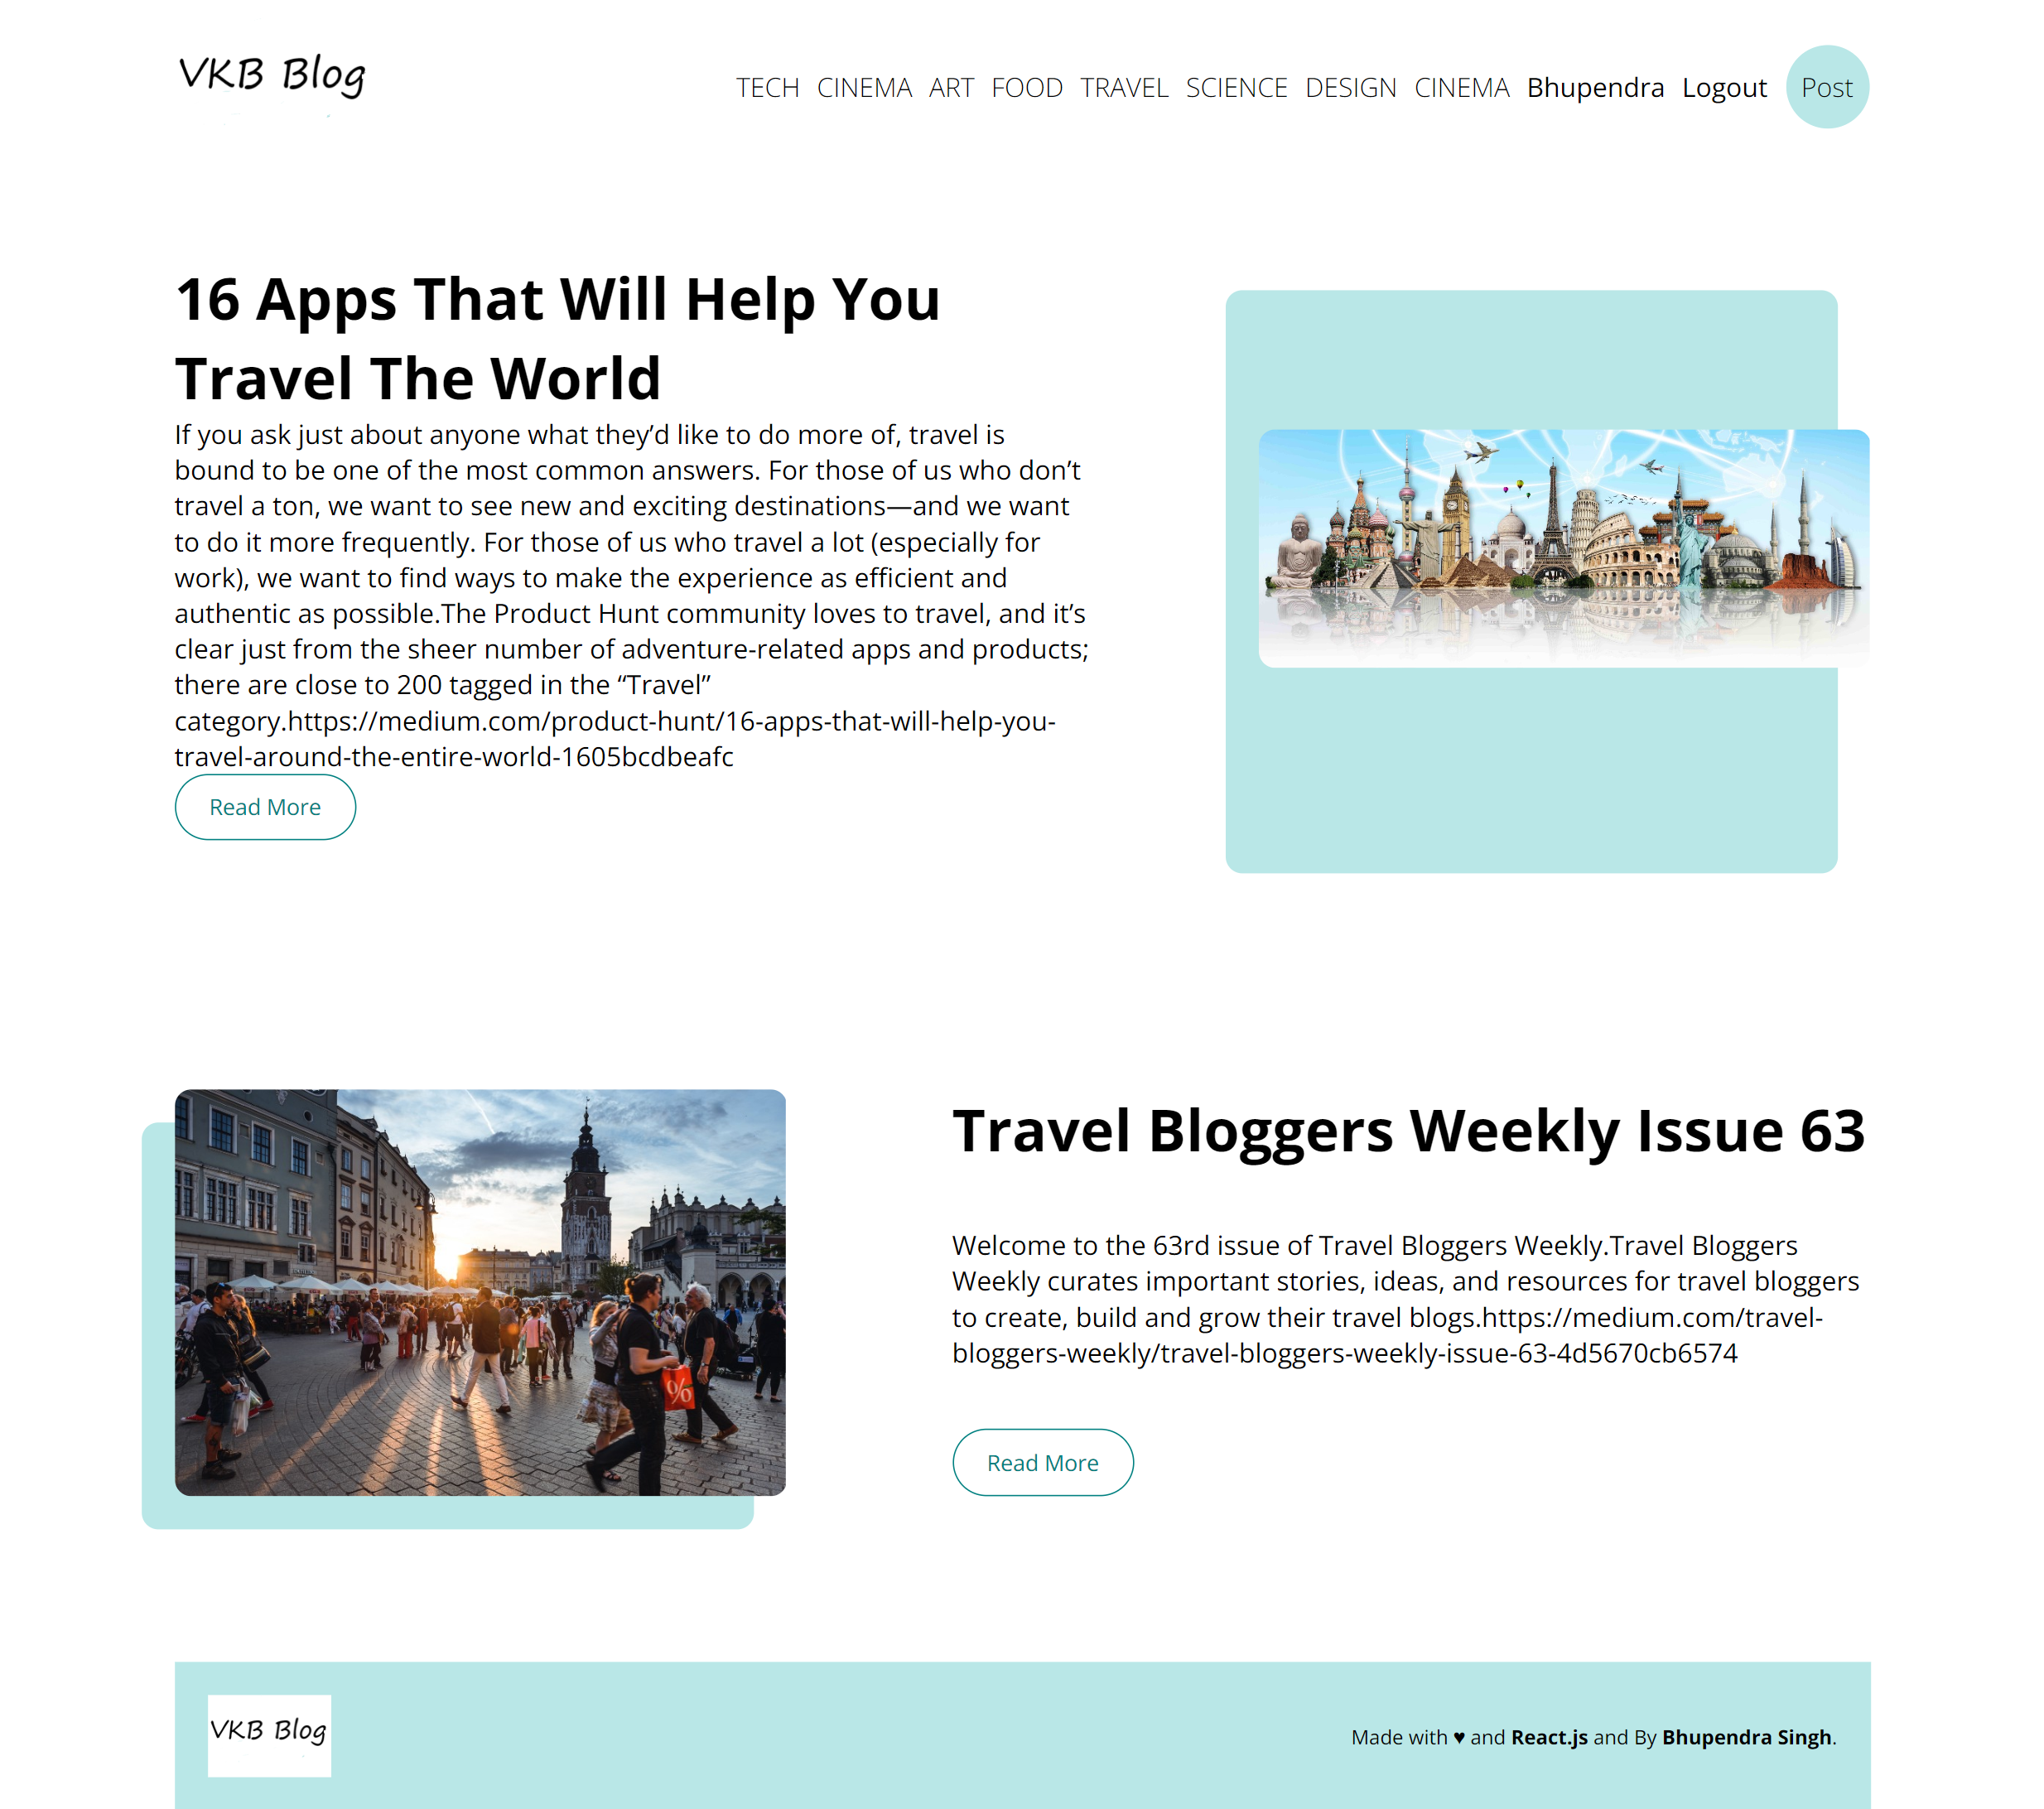 VKB Blog
TECH CINEMA ART FOOD TRAVEL SCIENCE DESIGN CINEMA Bhupendra Logout Post
16 Apps That Will Help You
Travel The World
If you ask just about anyone what they’d like to do more of, travel is
bound to be one of the most common answers. For those of us who don’t
travel a ton, we want to see new and exciting destinations—and we want
to do it more frequently. For those of us who travel a lot (especially for
work), we want to find ways to make the experience as efficient and
authentic as possible.The Product Hunt community loves to travel, and it’s
clear just from the sheer number of adventure-related apps and products;
there are close to 200 tagged in the “Travel”
category.https://medium.com/product-hunt/16-apps-that-will-help-you-
travel-around-the-entire-world-1605bcdbeafc
Read More
%
Travel Bloggers Weekly Issue 63
Welcome to the 63rd issue of Travel Bloggers Weekly.Travel Bloggers
Weekly curates important stories, ideas, and resources for travel bloggers
to create, build and grow their travel blogs.https://medium.com/travel-
bloggers-weekly/travel-bloggers-weekly-issue-63-4d5670cb6574
Read More
VKB Blog
Made with ♥ and React.js and By Bhupendra Singh.